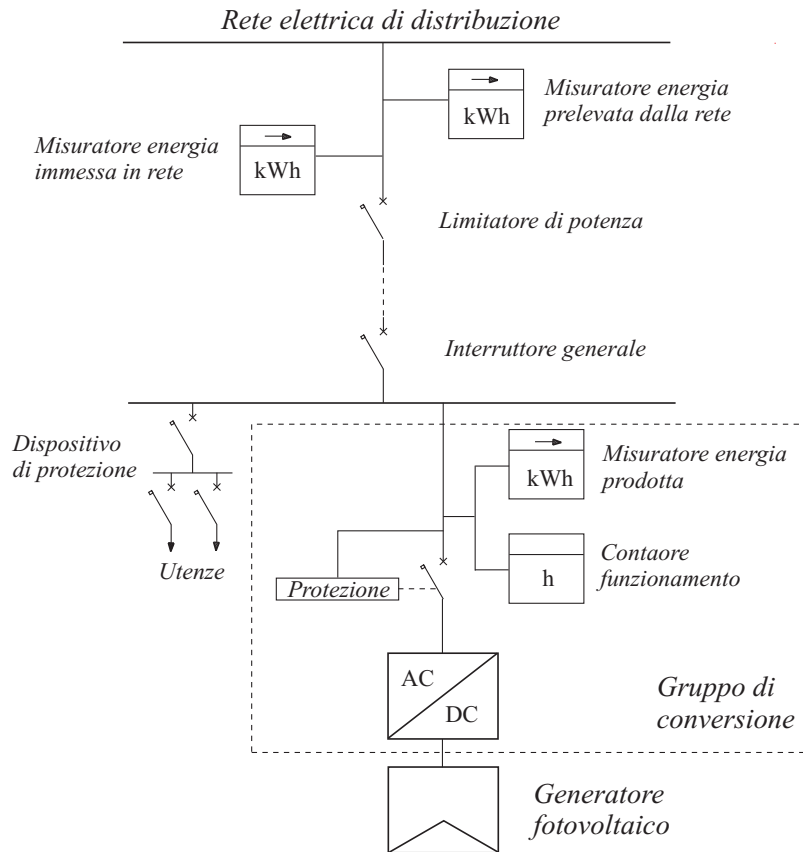 Rete elettrica di distribuzione
Misuratore energia
prelevata dalla rete
kWh
Misuratore energia
immessa in rete
kWh
Limitatore di potenza
Interruttore generale
Dispositivo
di protezione
Misuratore energia
prodotta
kWh
Utenze
Contaore
funzionamento
h
Protezione
AC
DC
Gruppo di
conversione
Generatore
fotovoltaico